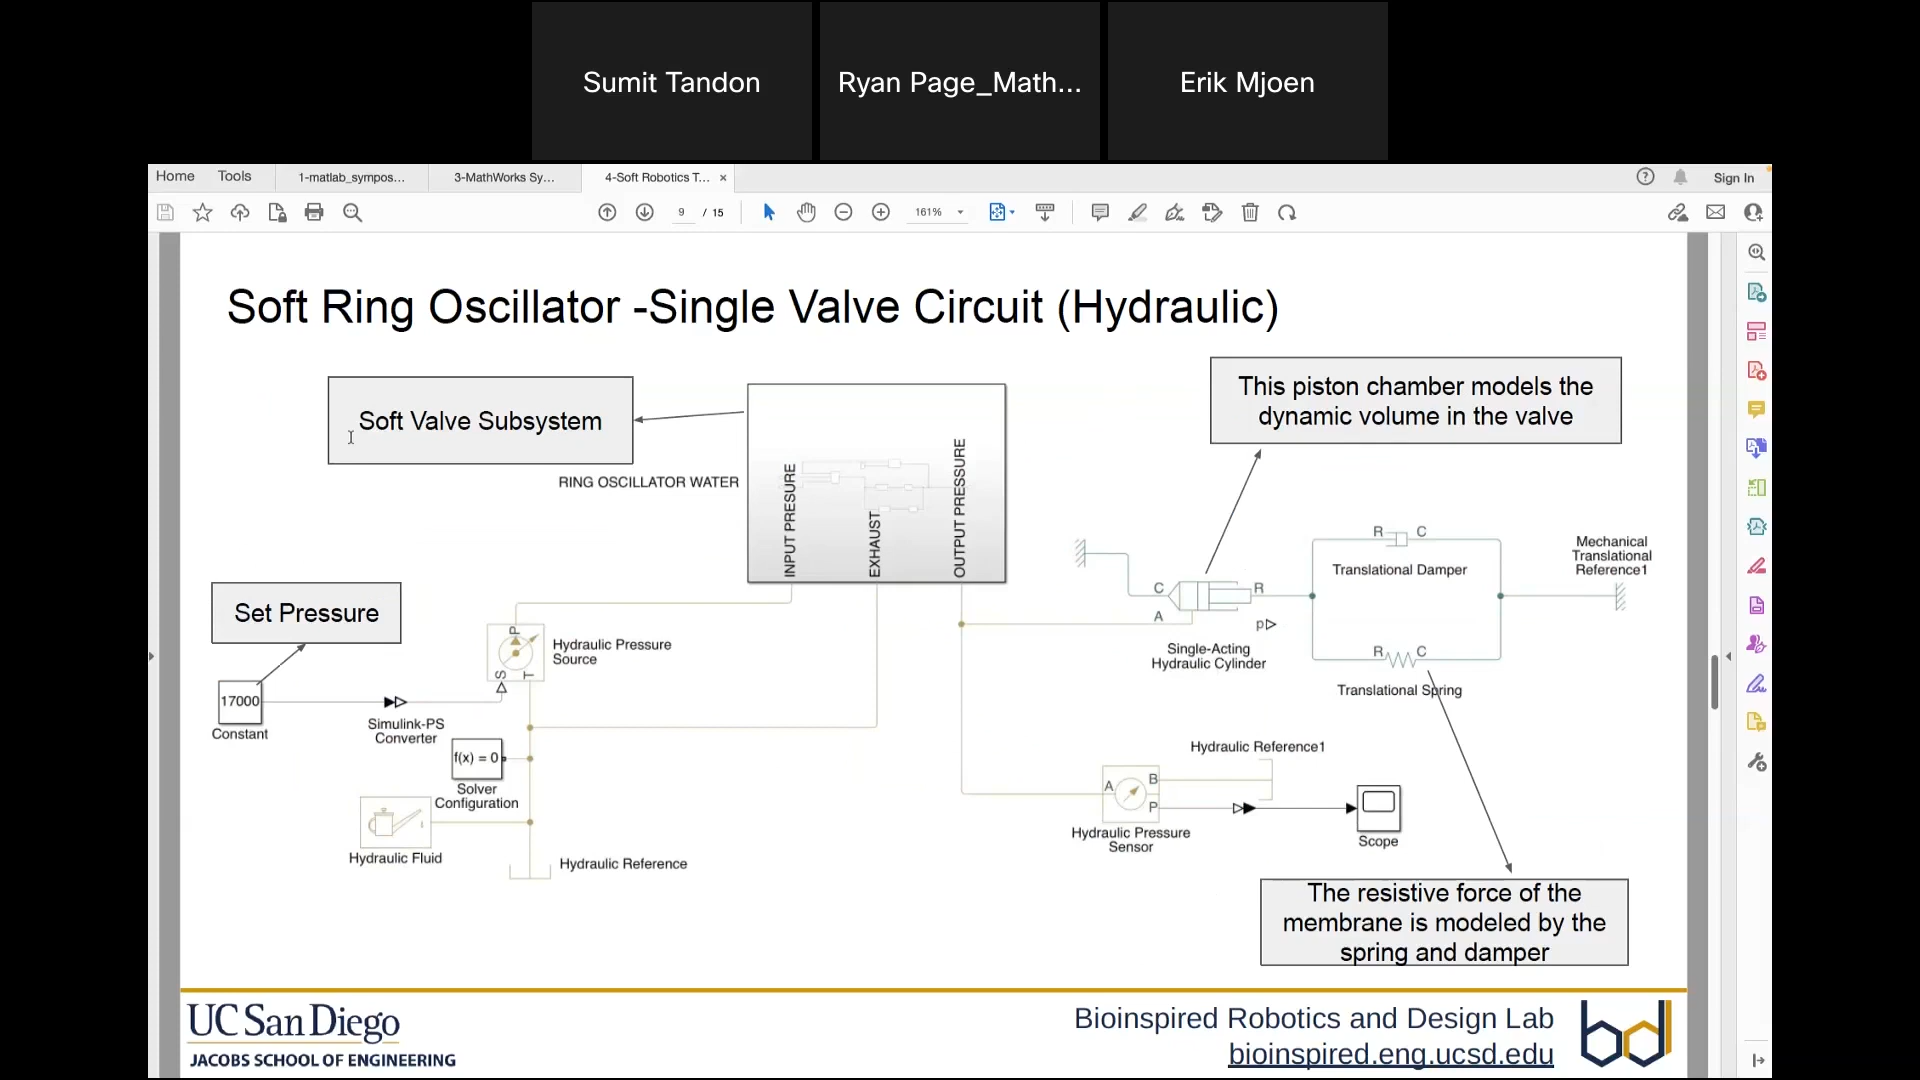 Sumit Tandon
Ryan Page_Math...
Erik Mjoen
Home
Tools
1-matlab_sympos...
3-MathWorks Sy...
4-Soft Robotics T...
Sign In
9 / 15
161%
Soft Ring Oscillator -Single Valve Circuit (Hydraulic)
Soft Valve Subsystem
This piston chamber models the
dynamic volume in the valve
RING OSCILLATOR WATER
INPUT PRESSURE
EXHAUST
OUTPUT PRESSURE
Set Pressure
17000
Constant
Simulink-PS
Converter
P
S
T
Hydraulic Pressure
Source
f(x) = 0
Solver
Configuration
Hydraulic Fluid
Hydraulic Reference
C
R
A
p
Single-Acting
Hydraulic Cylinder
R C
Translational Damper
R C
Translational Spring
Mechanical
Translational
Reference1
Hydraulic Reference1
A
B
P
Hydraulic Pressure
Sensor
Scope
The resistive force of the
membrane is modeled by the
spring and damper
UC San Diego
JACOBS SCHOOL OF ENGINEERING
Bioinspired Robotics and Design Lab
bioinspired.eng.ucsd.edu
bd